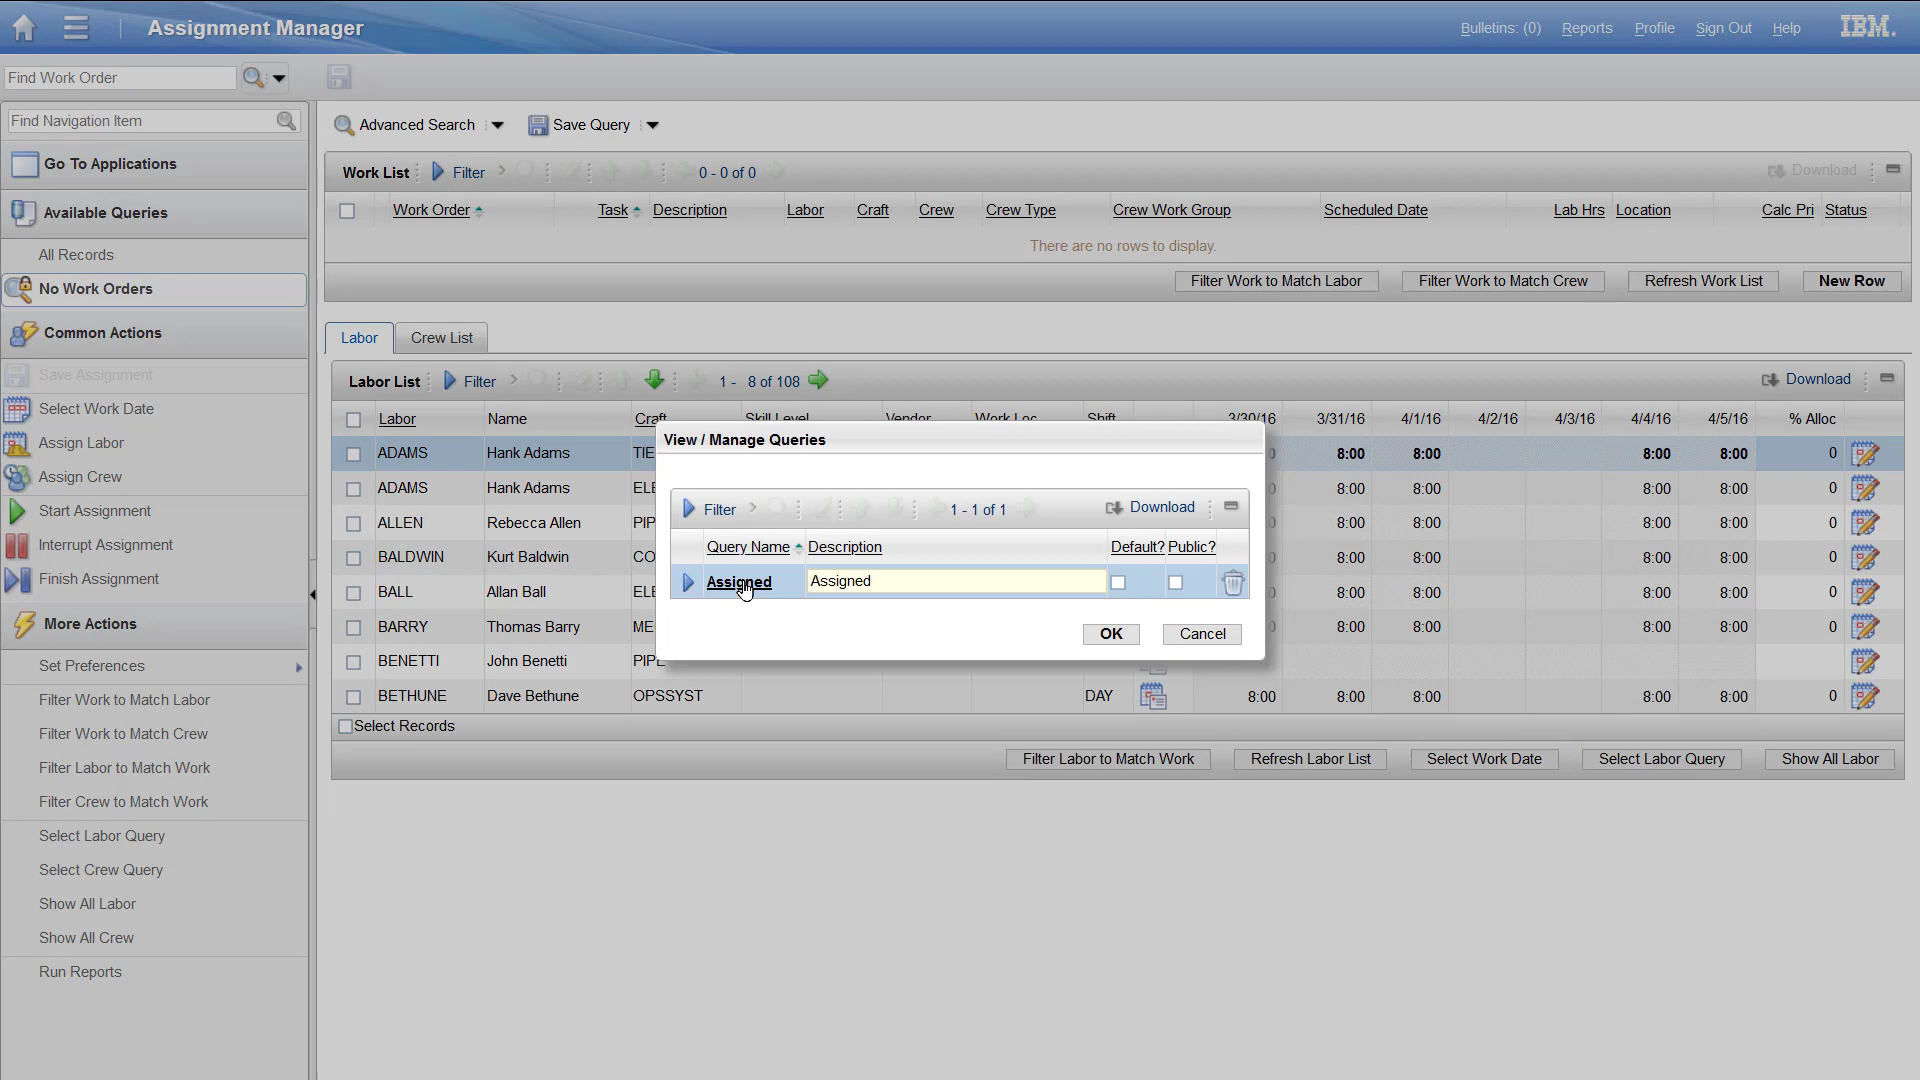 Assignment Manager
Bulletins: (0) Reports Profile Sign Out Help IBM.
Find Work Order
Find Navigation Item
Go To Applications
Available Queries
All Records
No Work Orders
Common Actions
Save Assignment
Select Work Date
Assign Labor
Assign Crew
Start Assignment
Interrupt Assignment
Finish Assignment
More Actions
Set Preferences
Filter Work to Match Labor
Filter Work to Match Crew
Filter Labor to Match Work
Filter Crew to Match Work
Select Labor Query
Select Crew Query
Show All Labor
Show All Crew
Run Reports
Advanced Search Save Query
Work List Filter 0 - 0 of 0 Download
Work Order Task Description Labor Craft Crew Crew Type Crew Work Group Scheduled Date Lab Hrs Location Calc Pri Status
There are no rows to display.
Filter Work to Match Labor Filter Work to Match Crew Refresh Work List New Row
Labor Crew List
Labor List Filter 1 - 8 of 108 Download
Labor Name Craft Skill Level Vendor Work Loc Shift 3/30/16 3/31/16 4/1/16 4/2/16 4/3/16 4/4/16 4/5/16 % Alloc
ADAMS Hank Adams TIE 8:00 8:00 8:00 8:00 0
ADAMS Hank Adams ELE 8:00 8:00 8:00 8:00 0
ALLEN Rebecca Allen PIP 8:00 8:00 8:00 8:00 0
BALDWIN Kurt Baldwin CO 8:00 8:00 8:00 8:00 0
BALL Allan Ball ELE 8:00 8:00 8:00 8:00 0
BARRY Thomas Barry ME 8:00 8:00 8:00 8:00 0
BENETTI John Benetti PIPE
BETHUNE Dave Bethune OPSSYST DAY 8:00 8:00 8:00 8:00 8:00 0
Select Records
Filter Labor to Match Work Refresh Labor List Select Work Date Select Labor Query Show All Labor
View / Manage Queries
Filter 1 - 1 of 1 Download
Query Name Description Default? Public?
Assigned Assigned
OK Cancel